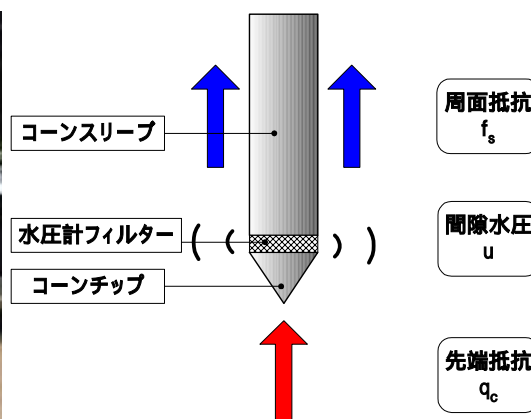 コーンスリーブ
水圧計フィルター
コーンチップ
周面抵抗
fs
間隙水圧
u
先端抵抗
qc